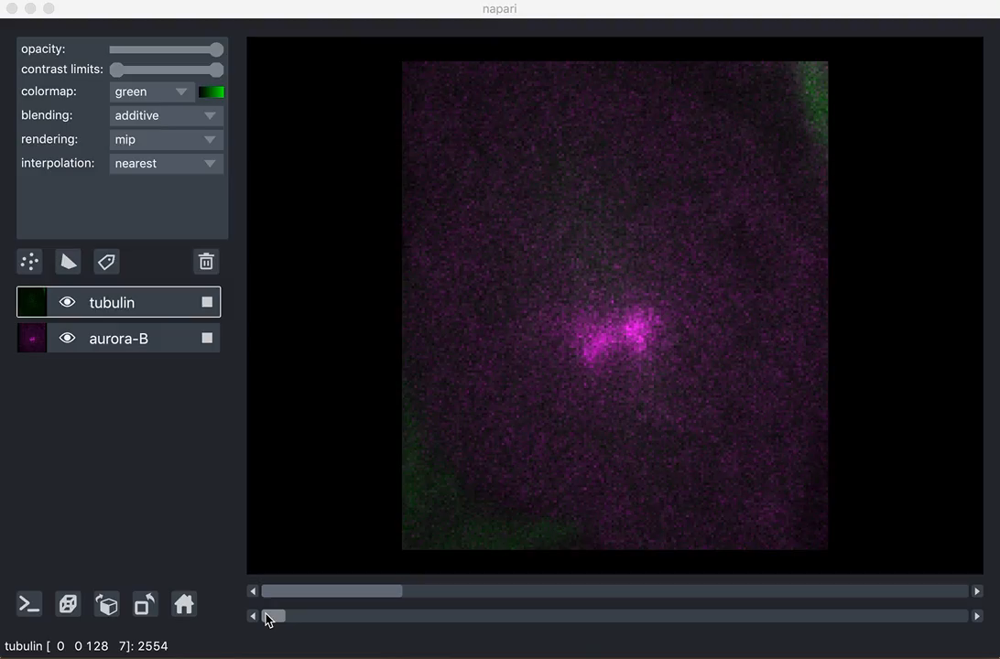 napari
opacity:
contrast limits:
colormap: green
blending: additive
rendering: mip
interpolation: nearest
tubulin
aurora-B
tubulin [ 0 0 128 7]: 2554